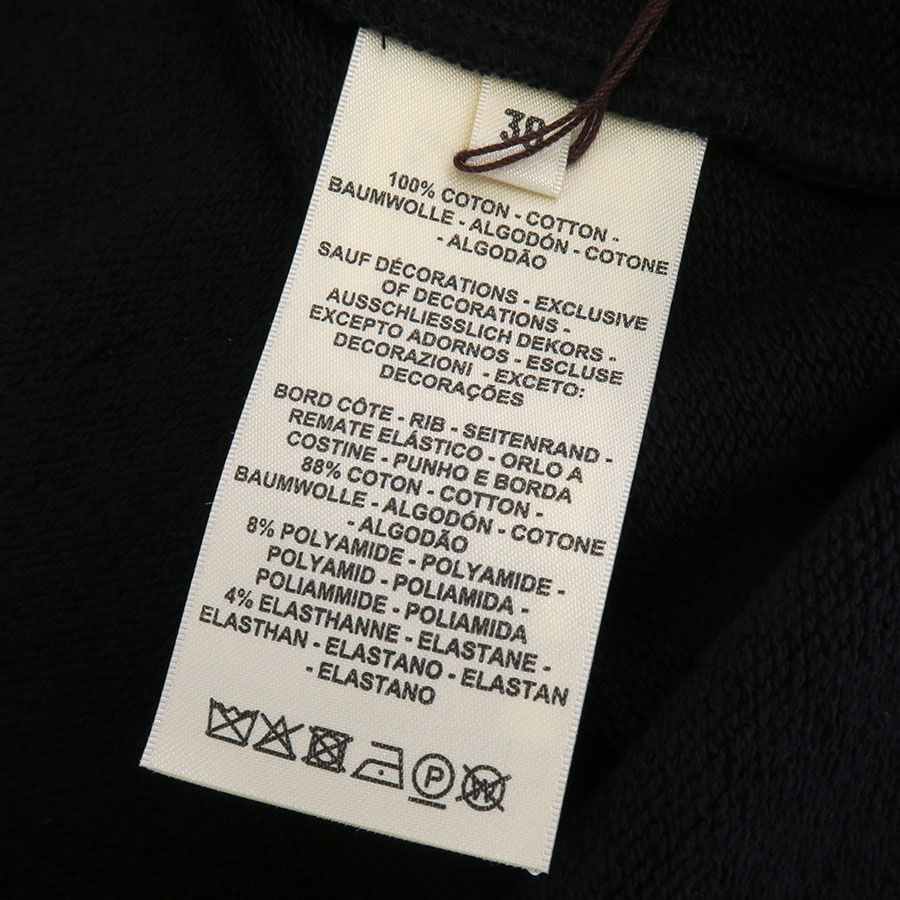 38
100% COTON - COTTON -
BAUMWOLLE - ALGODÓN - COTONE
- ALGODÃO
SAUF DÉCORATIONS - EXCLUSIVE
OF DECORATIONS -
AUSSCHLIESSLICH DEKORS -
EXCEPTO ADORNOS - ESCLUSE
DECORAZIONI - EXCETO:
DECORAÇÕES
BORD CÔTE - RIB - SEITENRAND -
REMATE ELÁSTICO - ORLO A
COSTINE - PUNHO E BORDA
88% COTON - COTTON -
BAUMWOLLE - ALGODÓN - COTONE
- ALGODÃO
8% POLYAMIDE - POLYAMIDE -
POLYAMID - POLIAMIDA -
POLIAMMIDE - POLIAMIDA
4% ELASTHANNE - ELASTANE -
ELASTHAN - ELASTANO - ELASTAN
- ELASTANO
P W